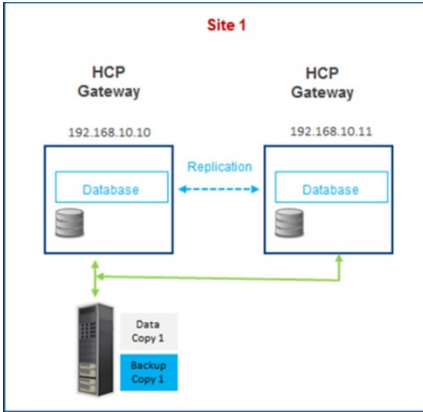 Site 1
HCP
Gateway
HCP
Gateway
192.168.10.10
192.168.10.11
Replication
Database
Database
Data
Copy 1
Backup
Copy 1